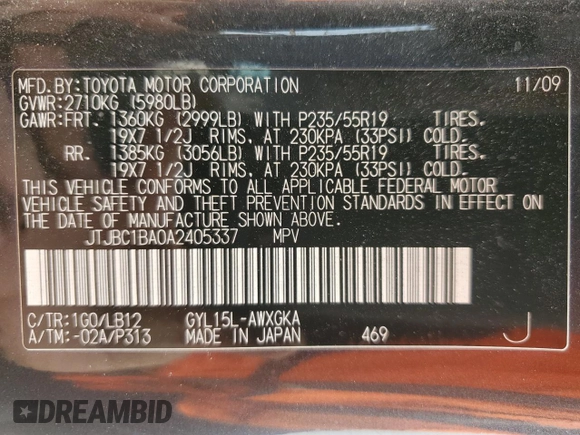 MFD.BY:TOYOTA MOTOR CORPORATION 11/09
GVWR:2710KG (5980LB)
GAWR:FRT. 1360KG (2999LB) WITH P235/55R19 TIRES.
19X7 1/2J RIMS. AT 230KPA (33PSI) COLD.
RR. 1385KG (3056LB) WITH P235/55R19 TIRES.
19X7 1/2J RIMS. AT 230KPA (33PSI) COLD.
THIS VEHICLE CONFORMS TO ALL APPLICABLE FEDERAL MOTOR
VEHICLE SAFETY AND THEFT PREVENTION STANDARDS IN EFFECT ON
THE DATE OF MANUFACTURE SHOWN ABOVE.
JTJBC1BA0A2405337 MPV
C/TR:1G0/LB12 GYL15L-AWXGKA
A/TM:-02A/P313 MADE IN JAPAN 469 J
DREAMBID